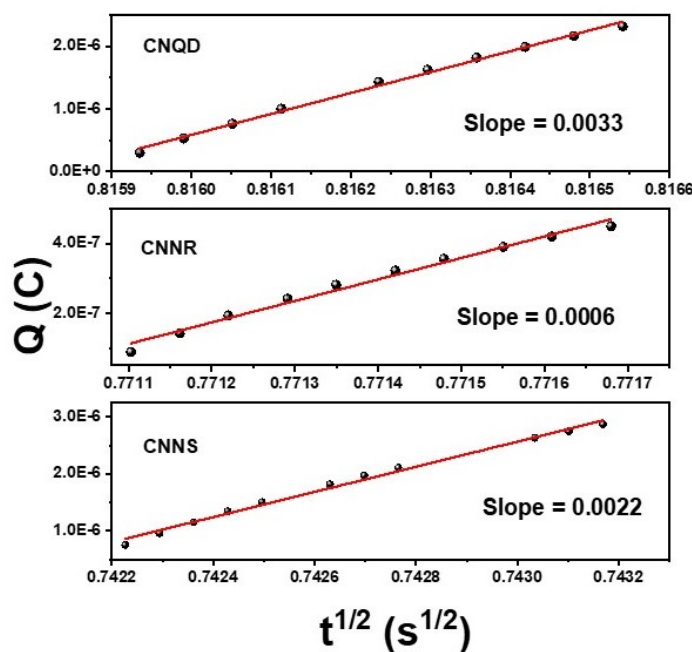 CNQD
2.0E-6
1.0E-6
0.0E+0
Slope = 0.0033
0.8159 0.8160 0.8161 0.8162 0.8163 0.8164 0.8165 0.8166
CNNR
4.0E-7
2.0E-7
Slope = 0.0006
0.7711 0.7712 0.7713 0.7714 0.7715 0.7716 0.7717
Q (C)
CNNS
3.0E-6
2.0E-6
1.0E-6
Slope = 0.0022
0.7422 0.7424 0.7426 0.7428 0.7430 0.7432
t^1/2 (s^1/2)